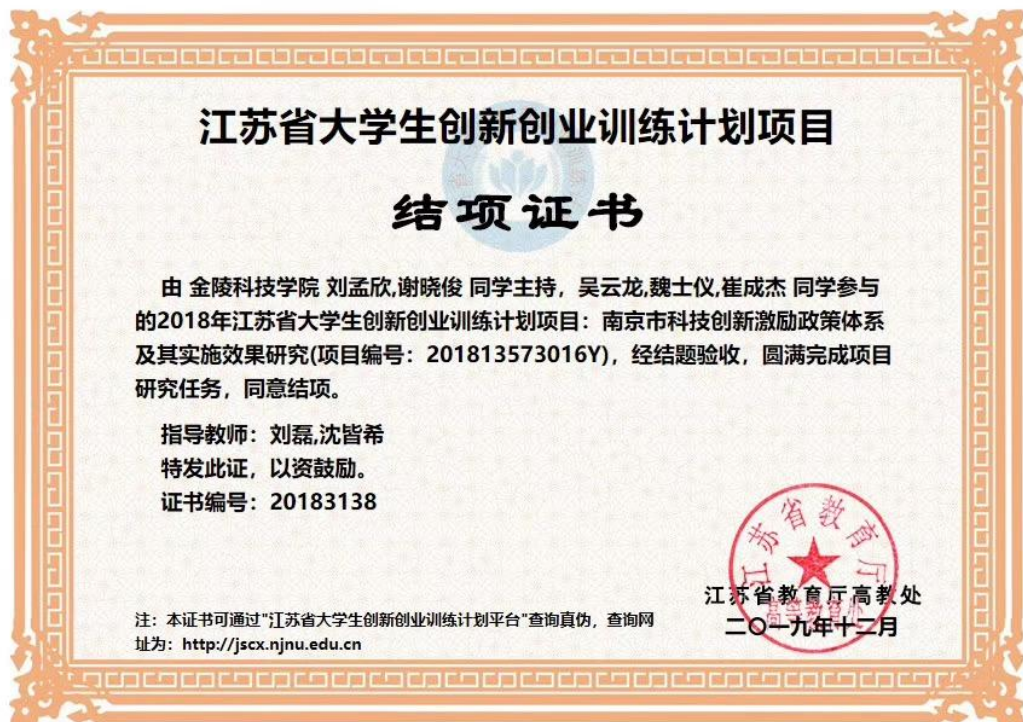 江苏省大学生创新创业训练计划项目
结项证书
由 金陵科技学院 刘孟欣,谢晓俊 同学主持，吴云龙,魏士仪,崔成杰 同学参与
的2018年江苏省大学生创新创业训练计划项目：南京市科技创新激励政策体系
及其实施效果研究(项目编号：201813573016Y)，经结题验收，圆满完成项目
研究任务，同意结项。
指导教师：刘磊,沈皆希
特发此证，以资鼓励。
证书编号：20183138
江苏省教育厅
高等教育处
江苏省教育厅高教处
二〇一九年十二月
注：本证书可通过"江苏省大学生创新创业训练计划平台"查询真伪，查询网
址为：http://jscx.njnu.edu.cn